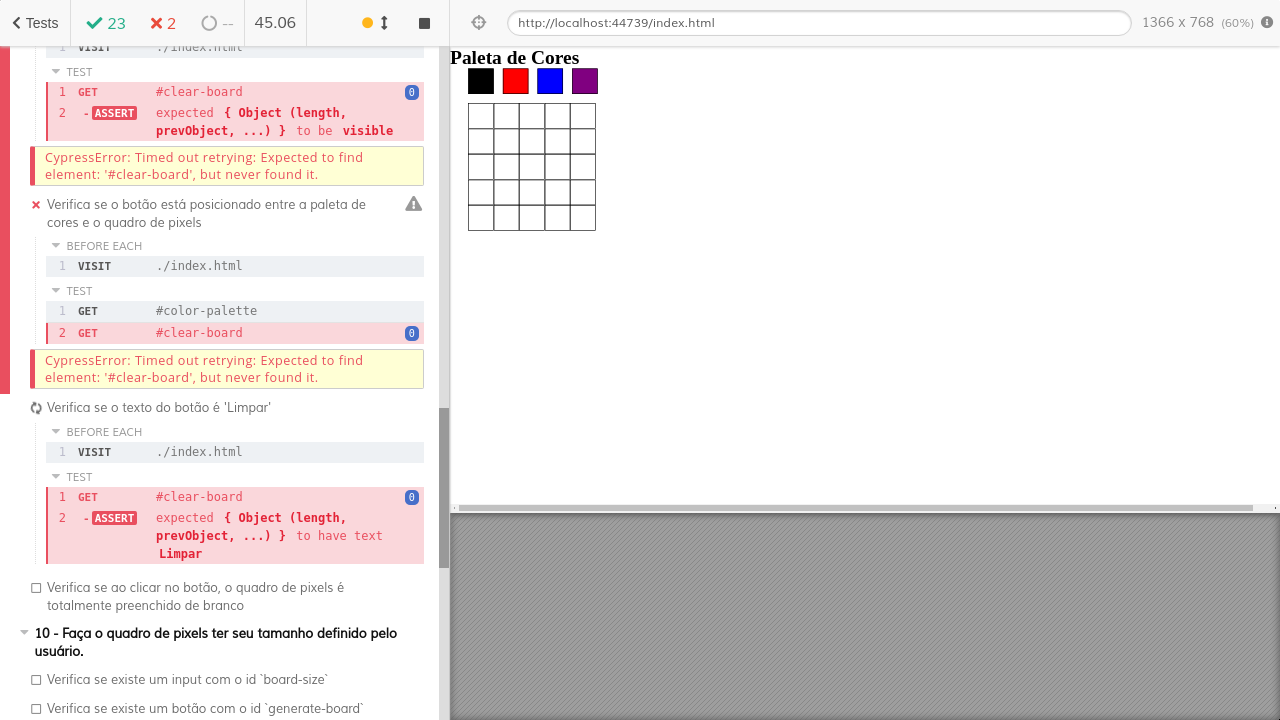 Tests
23
2
--
45.06
http://localhost:44739/index.html
1366 x 768 (60%)
1 VISIT ./index.html
TEST
1 GET #clear-board 0
2 - ASSERT expected { Object (length,
prevObject, ...) } to be visible
CypressError: Timed out retrying: Expected to find
element: '#clear-board', but never found it.
Verifica se o botão está posicionado entre a paleta de
cores e o quadro de pixels
BEFORE EACH
1 VISIT ./index.html
TEST
1 GET #color-palette
2 GET #clear-board 0
CypressError: Timed out retrying: Expected to find
element: '#clear-board', but never found it.
Verifica se o texto do botão é 'Limpar'
BEFORE EACH
1 VISIT ./index.html
TEST
1 GET #clear-board 0
2 - ASSERT expected { Object (length,
prevObject, ...) } to have text
Limpar
Verifica se ao clicar no botão, o quadro de pixels é
totalmente preenchido de branco
10 - Faça o quadro de pixels ter seu tamanho definido pelo
usuário.
Verifica se existe um input com o id `board-size`
Verifica se existe um botão com o id `generate-board`
Paleta de Cores